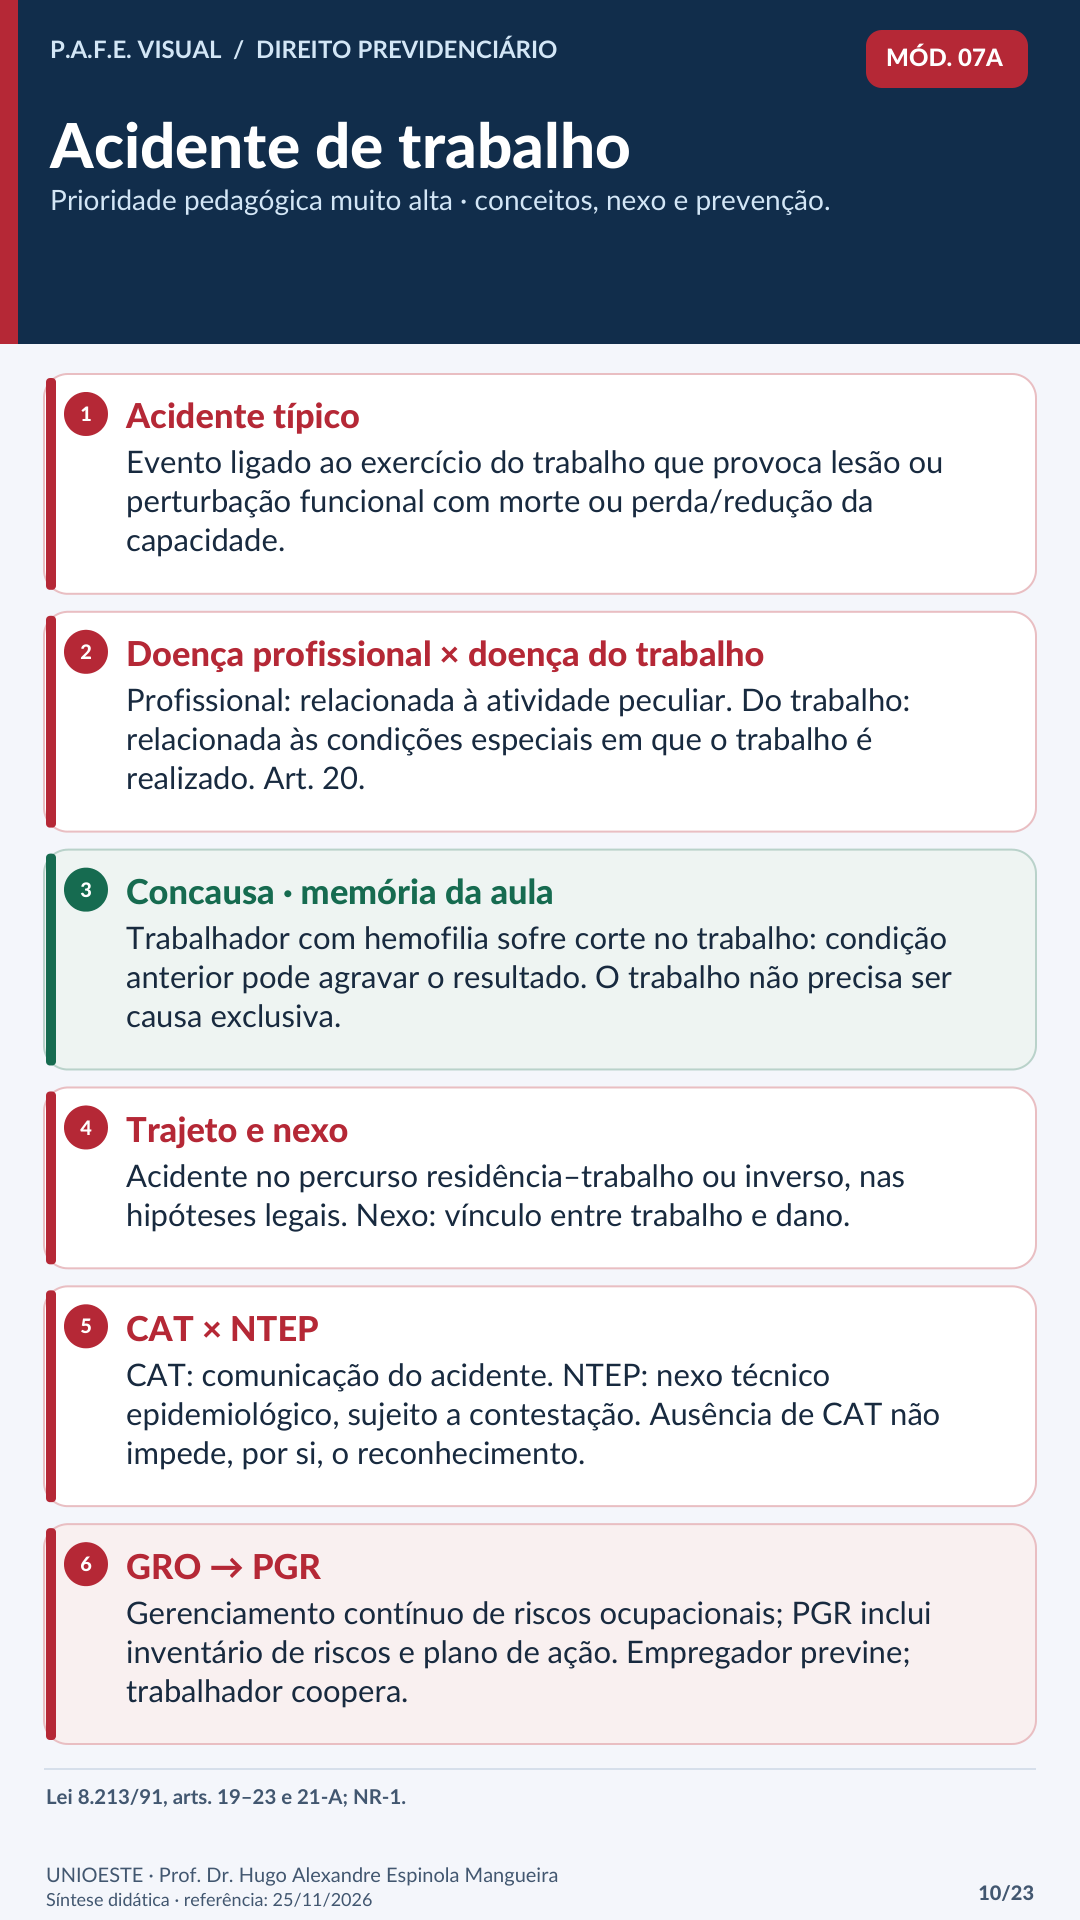 P.A.F.E. VISUAL / DIREITO PREVIDENCIÁRIO
MÓD. 07A
Acidente de trabalho
Prioridade pedagógica muito alta · conceitos, nexo e prevenção.
1
Acidente típico
Evento ligado ao exercício do trabalho que provoca lesão ou
perturbação funcional com morte ou perda/redução da
capacidade.
2
Doença profissional × doença do trabalho
Profissional: relacionada à atividade peculiar. Do trabalho:
relacionada às condições especiais em que o trabalho é
realizado. Art. 20.
3
Concausa · memória da aula
Trabalhador com hemofilia sofre corte no trabalho: condição
anterior pode agravar o resultado. O trabalho não precisa ser
causa exclusiva.
4
Trajeto e nexo
Acidente no percurso residência–trabalho ou inverso, nas
hipóteses legais. Nexo: vínculo entre trabalho e dano.
5
CAT × NTEP
CAT: comunicação do acidente. NTEP: nexo técnico
epidemiológico, sujeito a contestação. Ausência de CAT não
impede, por si, o reconhecimento.
6
GRO → PGR
Gerenciamento contínuo de riscos ocupacionais; PGR inclui
inventário de riscos e plano de ação. Empregador previne;
trabalhador coopera.
Lei 8.213/91, arts. 19–23 e 21-A; NR-1.
UNIOESTE · Prof. Dr. Hugo Alexandre Espinola Mangueira
Síntese didática · referência: 25/11/2026
10/23